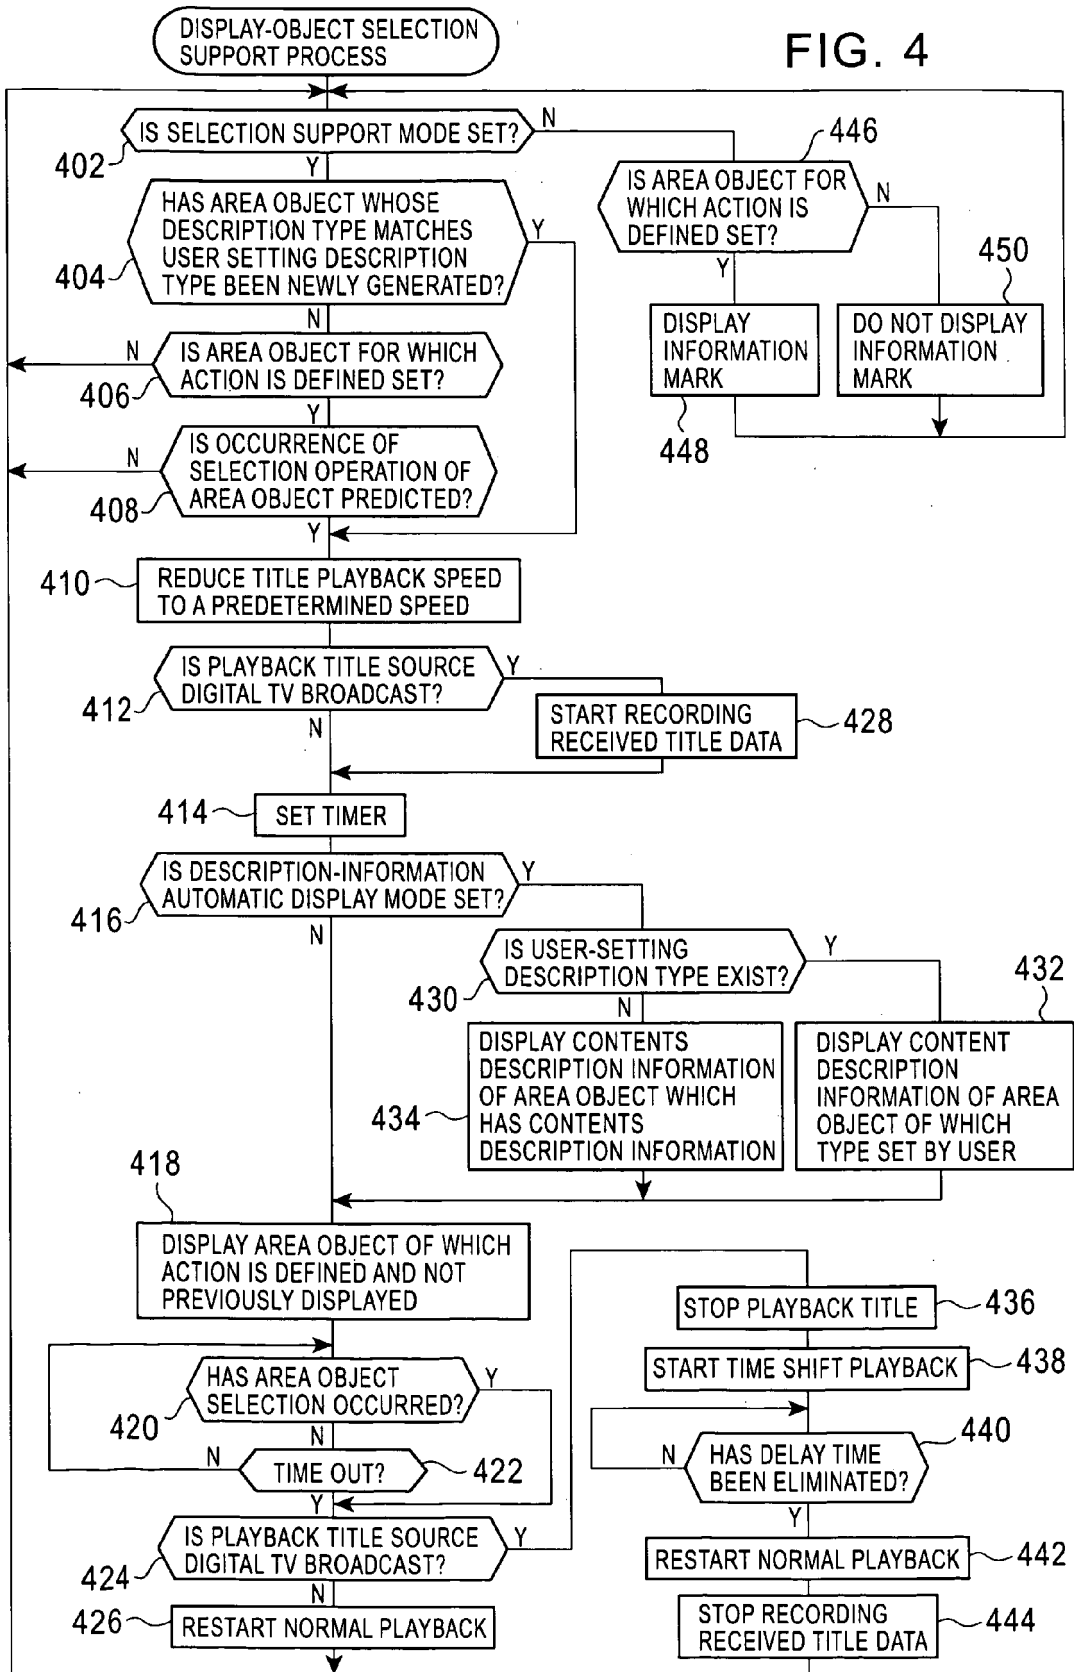 DISPLAY-OBJECT SELECTION
SUPPORT PROCESS
FIG. 4
IS SELECTION SUPPORT MODE SET?
N
402
Y
446
IS AREA OBJECT FOR
WHICH ACTION IS
DEFINED SET?
N
Y
HAS AREA OBJECT WHOSE
DESCRIPTION TYPE MATCHES
USER SETTING DESCRIPTION
TYPE BEEN NEWLY GENERATED?
Y
404
N
450
DISPLAY
INFORMATION
MARK
448
DO NOT DISPLAY
INFORMATION
MARK
N
IS AREA OBJECT FOR WHICH
ACTION IS DEFINED SET?
406
Y
N
IS OCCURRENCE OF
SELECTION OPERATION OF
AREA OBJECT PREDICTED?
408
Y
410
REDUCE TITLE PLAYBACK SPEED
TO A PREDETERMINED SPEED
IS PLAYBACK TITLE SOURCE
DIGITAL TV BROADCAST?
Y
412
N
START RECORDING
RECEIVED TITLE DATA
428
414
SET TIMER
IS DESCRIPTION-INFORMATION
AUTOMATIC DISPLAY MODE SET?
Y
416
N
IS USER-SETTING
DESCRIPTION TYPE EXIST?
Y
430
N
432
DISPLAY CONTENTS
DESCRIPTION INFORMATION
OF AREA OBJECT WHICH
HAS CONTENTS
DESCRIPTION INFORMATION
434
DISPLAY CONTENT
DESCRIPTION
INFORMATION OF AREA
OBJECT OF WHICH
TYPE SET BY USER
418
DISPLAY AREA OBJECT OF WHICH
ACTION IS DEFINED AND NOT
PREVIOUSLY DISPLAYED
HAS AREA OBJECT
SELECTION OCCURRED?
Y
420
N
N
TIME OUT?
422
Y
IS PLAYBACK TITLE SOURCE
DIGITAL TV BROADCAST?
Y
424
N
426
RESTART NORMAL PLAYBACK
STOP PLAYBACK TITLE
436
START TIME SHIFT PLAYBACK
438
440
N
HAS DELAY TIME
BEEN ELIMINATED?
Y
RESTART NORMAL PLAYBACK
442
STOP RECORDING
RECEIVED TITLE DATA
444